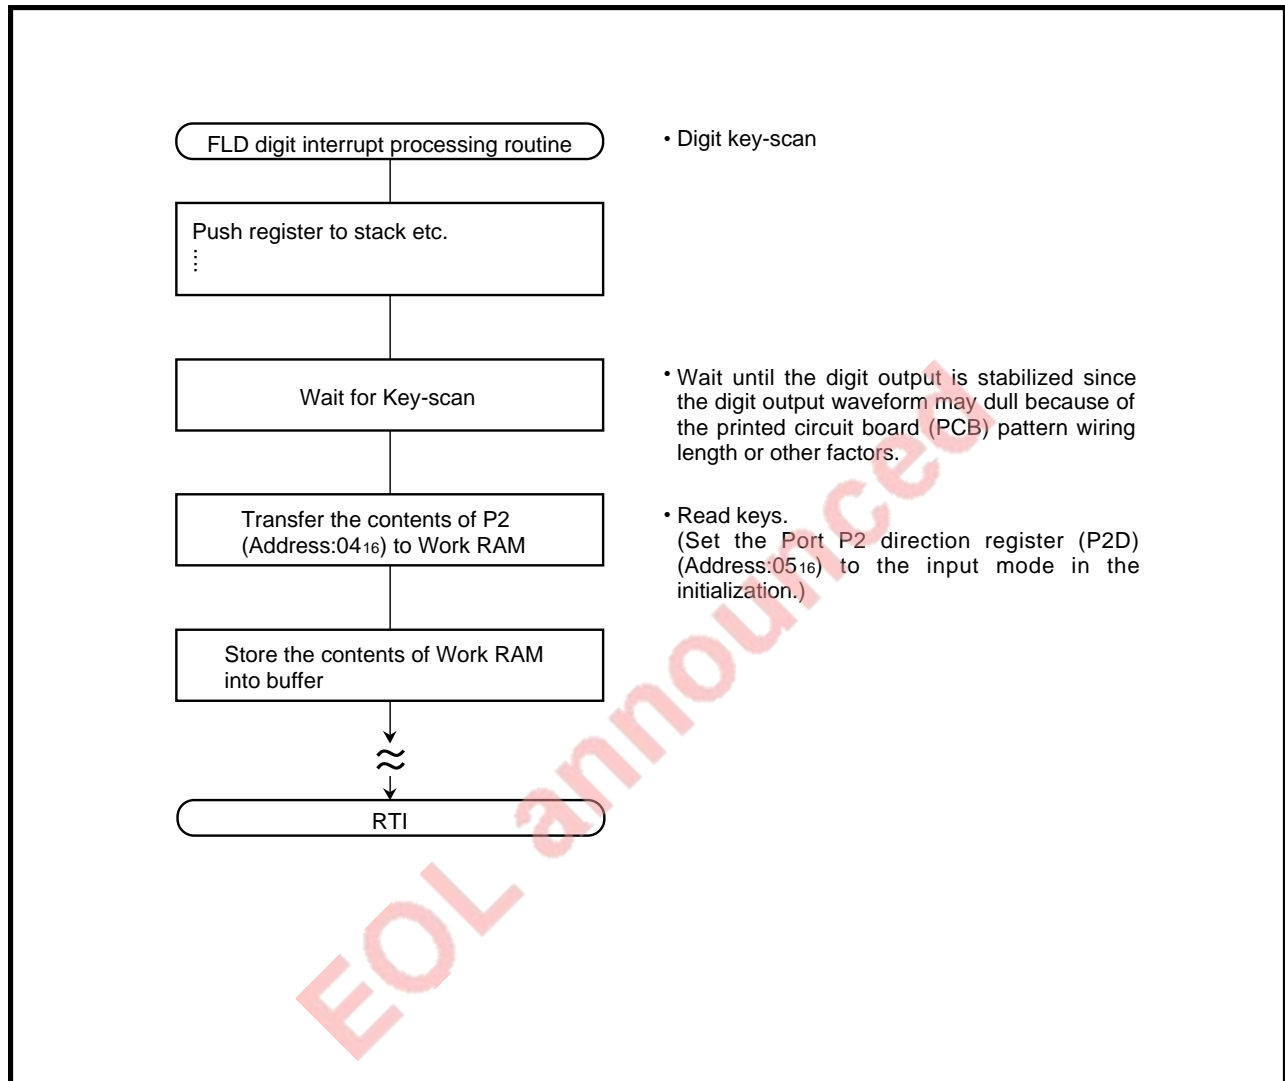 FLD digit interrupt processing routine
• Digit key-scan
Push register to stack etc.
Wait for Key-scan
• Wait until the digit output is stabilized since
the digit output waveform may dull because of
the printed circuit board (PCB) pattern wiring
length or other factors.
Transfer the contents of P2
(Address:0416) to Work RAM
• Read keys.
(Set the Port P2 direction register (P2D)
(Address:0516) to the input mode in the
initialization.)
Store the contents of Work RAM
into buffer
RTI
EOL announced